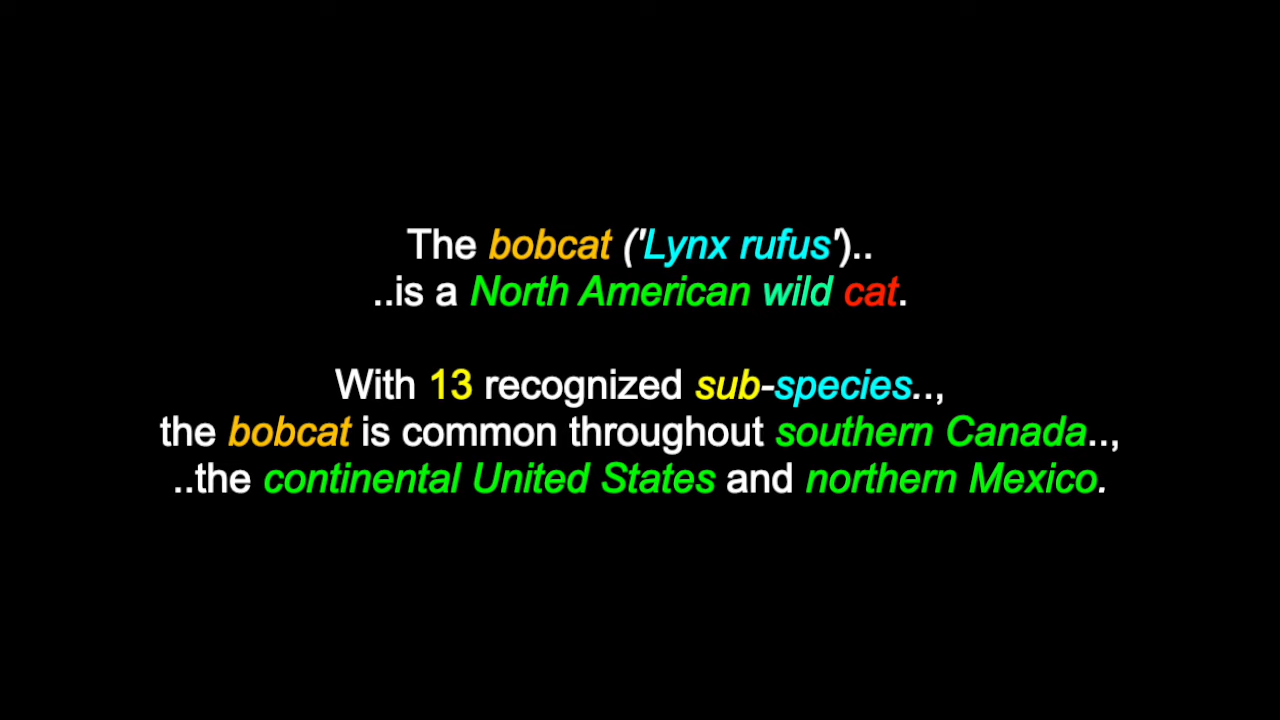 The bobcat ('Lynx rufus')..
..is a North American wild cat.
With 13 recognized sub-species..,
the bobcat is common throughout southern Canada..,
..the continental United States and northern Mexico.